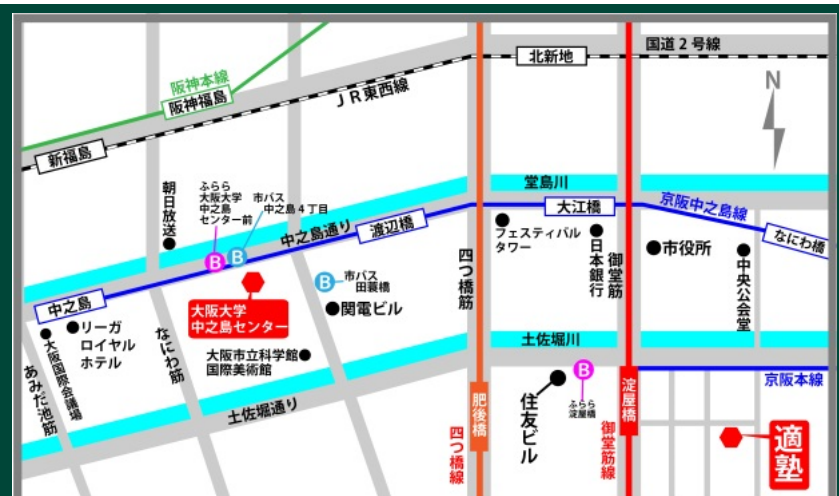 国道２号線
北新地
阪神本線
阪神福島
ＪＲ東西線
新福島
N
堂島川
朝日放送
ふらら
大阪大学
中之島
センター前
市バス
中之島４丁目
中之島通り
渡辺橋
大江橋
京阪中之島線
なにわ橋
フェスティバル
タワー
日本銀行
御堂筋
市役所
中央公会堂
四つ橋筋
B
B
B
市バス
田蓑橋
関電ビル
大阪大学
中之島センター
中之島
リーガ
ロイヤル
ホテル
大阪国際会議場
あみだ池筋
なにわ筋
大阪市立科学館
国際美術館
土佐堀川
土佐堀通り
肥後橋
四つ橋線
住友ビル
B
ふらら
淀屋橋
淀屋橋
御堂筋線
京阪本線
適塾